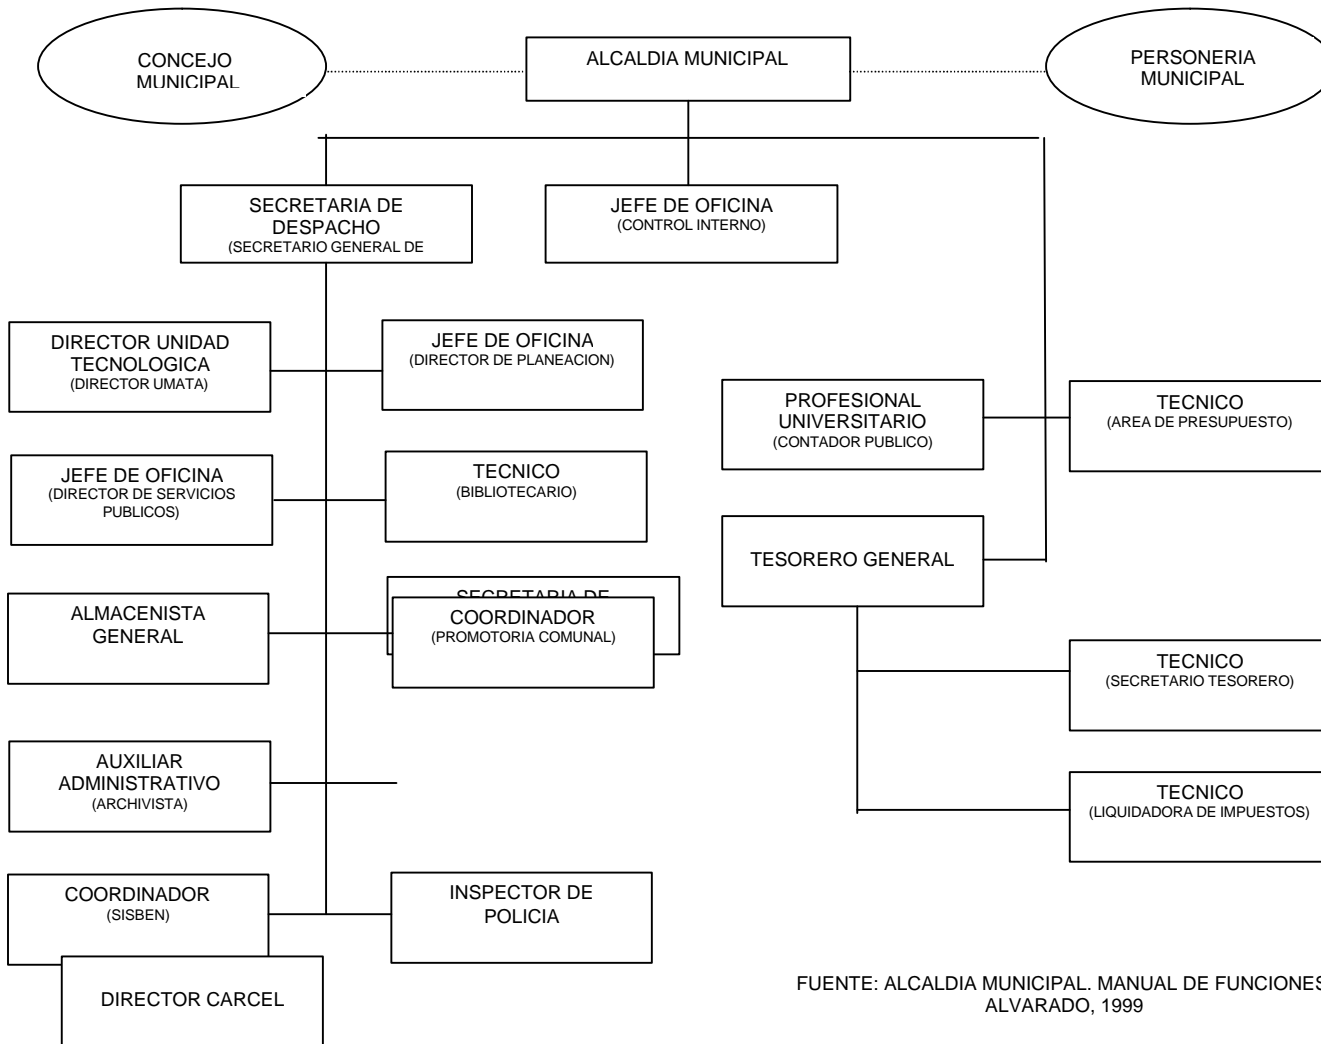 CONCEJO
MUNICIPAL
ALCALDIA MUNICIPAL
PERSONERIA
MUNICIPAL
SECRETARIA DE
DESPACHO
(SECRETARIO GENERAL DE
JEFE DE OFICINA
(CONTROL INTERNO)
DIRECTOR UNIDAD
TECNOLOGICA
(DIRECTOR UMATA)
JEFE DE OFICINA
(DIRECTOR DE PLANEACION)
PROFESIONAL
UNIVERSITARIO
(CONTADOR PUBLICO)
TECNICO
(AREA DE PRESUPUESTO)
JEFE DE OFICINA
(DIRECTOR DE SERVICIOS
PUBLICOS)
TECNICO
(BIBLIOTECARIO)
TESORERO GENERAL
ALMACENISTA
GENERAL
SECRETARIA DE
COORDINADOR
(PROMOTORIA COMUNAL)
TECNICO
(SECRETARIO TESORERO)
AUXILIAR
ADMINISTRATIVO
(ARCHIVISTA)
TECNICO
(LIQUIDADORA DE IMPUESTOS)
COORDINADOR
(SISBEN)
INSPECTOR DE
POLICIA
DIRECTOR CARCEL
FUENTE: ALCALDIA MUNICIPAL. MANUAL DE FUNCIONES
ALVARADO, 1999